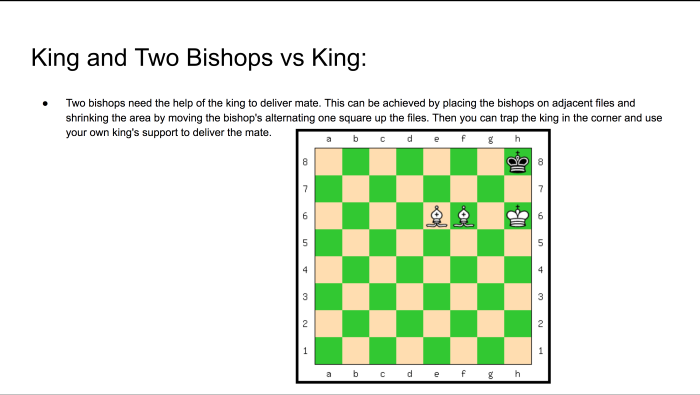 King and Two Bishops vs King:
● Two bishops need the help of the king to deliver mate. This can be achieved by placing the bishops on adjacent files and
shrinking the area by moving the bishop's alternating one square up the files. Then you can trap the king in the corner and use
your own king's support to deliver the mate.
a b c d e f g h
8 8
7 7
6 6
5 5
4 4
3 3
2 2
1 1
a b c d e f g h